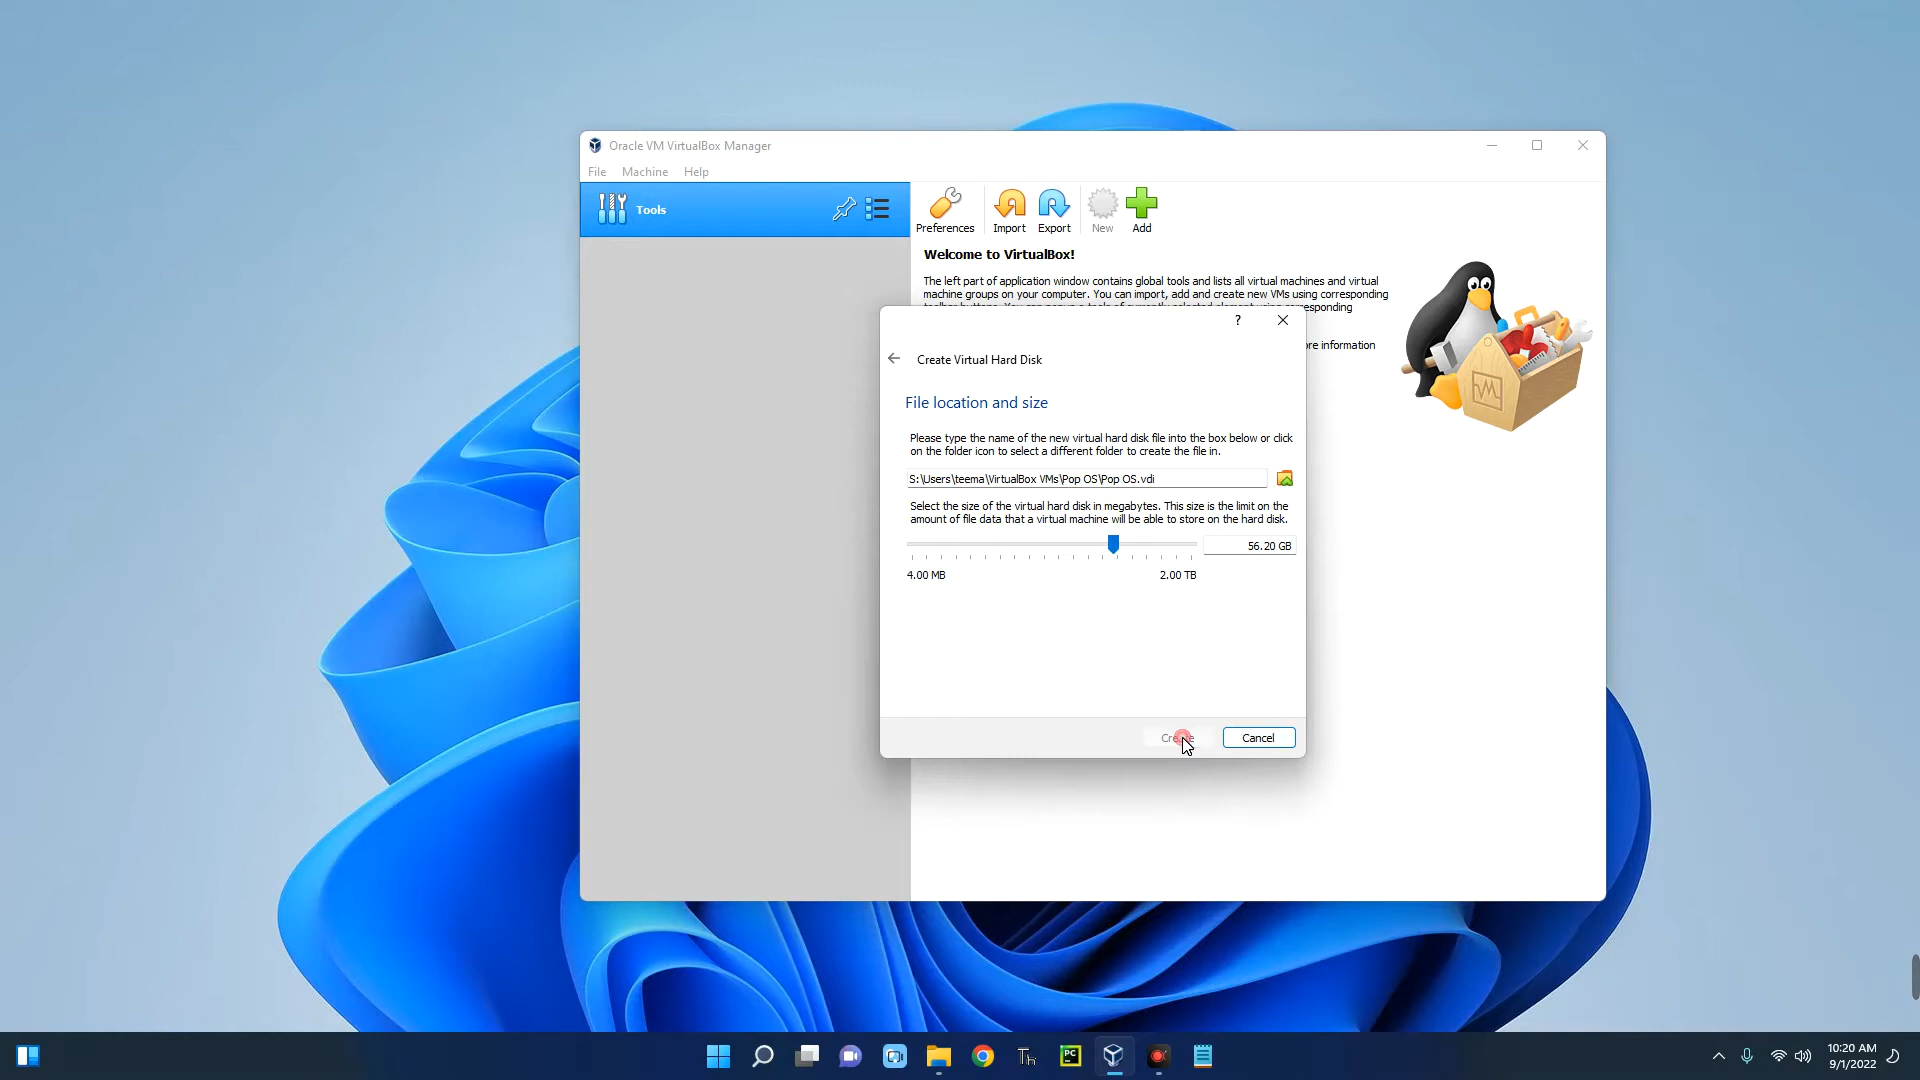 Oracle VM VirtualBox Manager
File Machine Help
Tools
Preferences Import Export New Add
Welcome to VirtualBox!
The left part of application window contains global tools and lists all virtual machines and virtual
machine groups on your computer. You can import, add and create new VMs using corresponding
esponding
re information
? 
Create Virtual Hard Disk
File location and size
Please type the name of the new virtual hard disk file into the box below or click
on the folder icon to select a different folder to create the file in.
S:\Users\teema\VirtualBox VMs\Pop OS\Pop OS.vdi
Select the size of the virtual hard disk in megabytes. This size is the limit on the
amount of file data that a virtual machine will be able to store on the hard disk.
56.20 GB
4.00 MB 2.00 TB
Create Cancel
Th PC
10:20 AM
9/1/2022